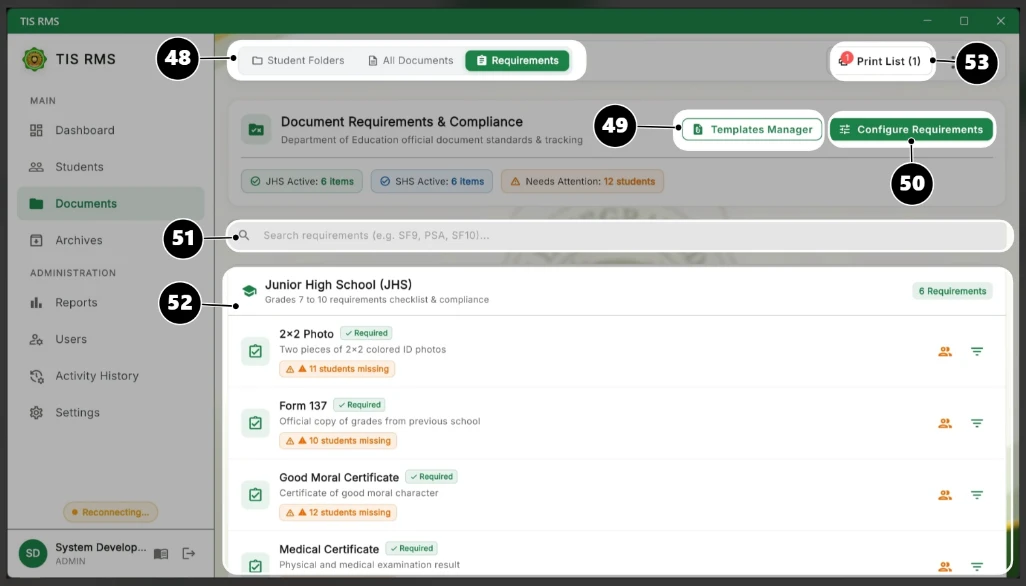 TIS RMS
TIS RMS
48
Student Folders
All Documents
Requirements
1
Print List (1)
53
MAIN
Dashboard
Students
Documents
Archives
ADMINISTRATION
Reports
Users
Activity History
Settings
Reconnecting...
SD
System Develop...
ADMIN
Document Requirements & Compliance
Department of Education official document standards & tracking
49
Templates Manager
Configure Requirements
50
JHS Active: 6 items
SHS Active: 6 items
Needs Attention: 12 students
51
Search requirements (e.g. SF9, PSA, SF10)...
52
Junior High School (JHS)
Grades 7 to 10 requirements checklist & compliance
6 Requirements
2×2 Photo
Required
Two pieces of 2×2 colored ID photos
11 students missing
Form 137
Required
Official copy of grades from previous school
10 students missing
Good Moral Certificate
Required
Certificate of good moral character
12 students missing
Medical Certificate
Required
Physical and medical examination result